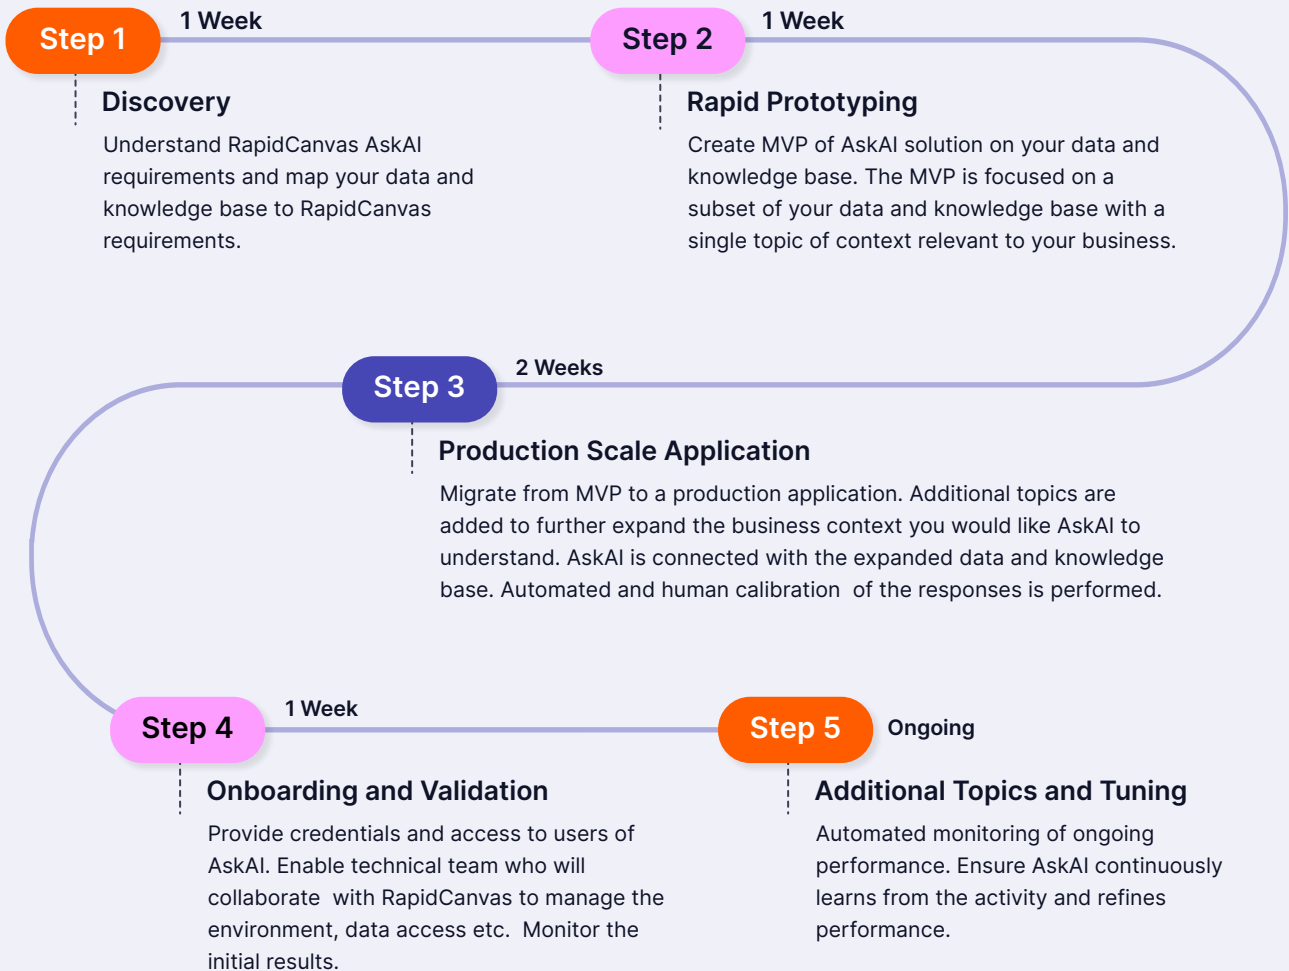 Step 1
1 Week
Discovery
Understand RapidCanvas AskAI
requirements and map your data and
knowledge base to RapidCanvas
requirements.
Step 2
1 Week
Rapid Prototyping
Create MVP of AskAI solution on your data and
knowledge base. The MVP is focused on a
subset of your data and knowledge base with a
single topic of context relevant to your business.
Step 3
2 Weeks
Production Scale Application
Migrate from MVP to a production application. Additional topics are
added to further expand the business context you would like AskAI to
understand. AskAI is connected with the expanded data and knowledge
base. Automated and human calibration  of the responses is performed.
Step 4
1 Week
Onboarding and Validation
Provide credentials and access to users of
AskAI. Enable technical team who will
collaborate  with RapidCanvas to manage the
environment, data access etc.  Monitor the
initial results.
Step 5
Ongoing
Additional Topics and Tuning
Automated monitoring of ongoing
performance. Ensure AskAI continuously
learns from the activity and refines
performance.